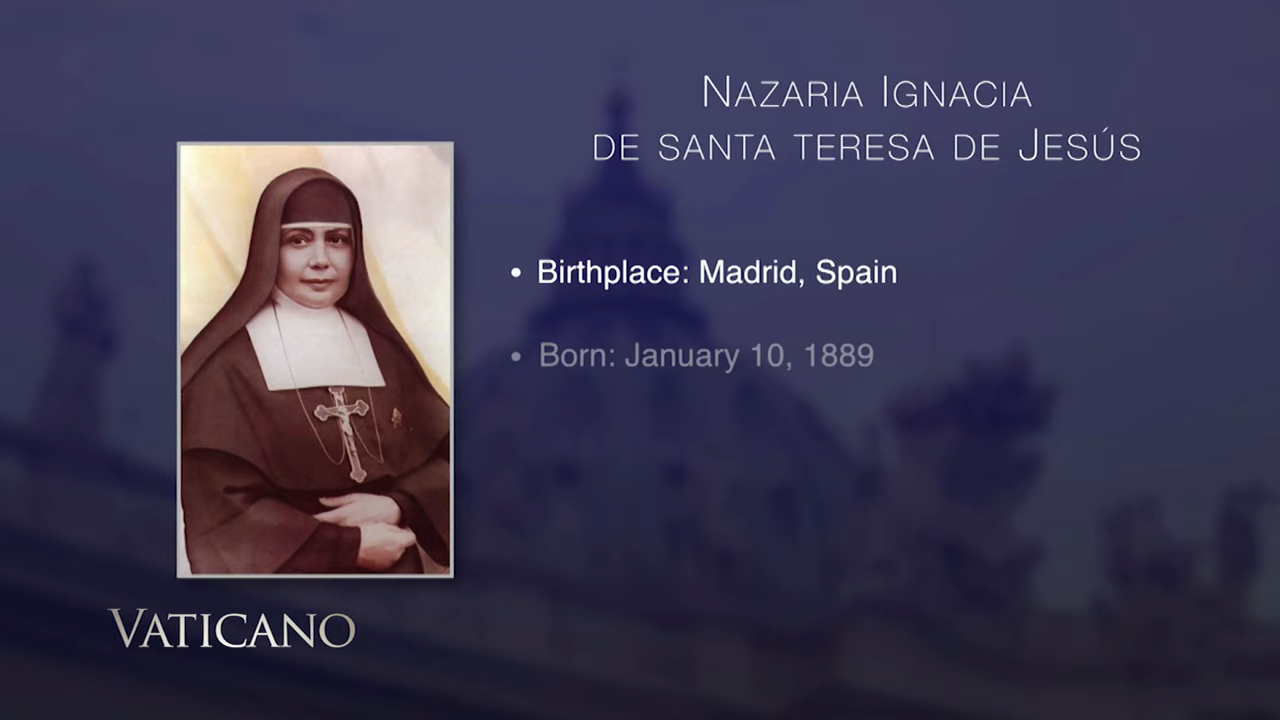 Nazaria Ignacia
de santa teresa de Jesús
• Birthplace: Madrid, Spain
• Born: January 10, 1889
Vaticano